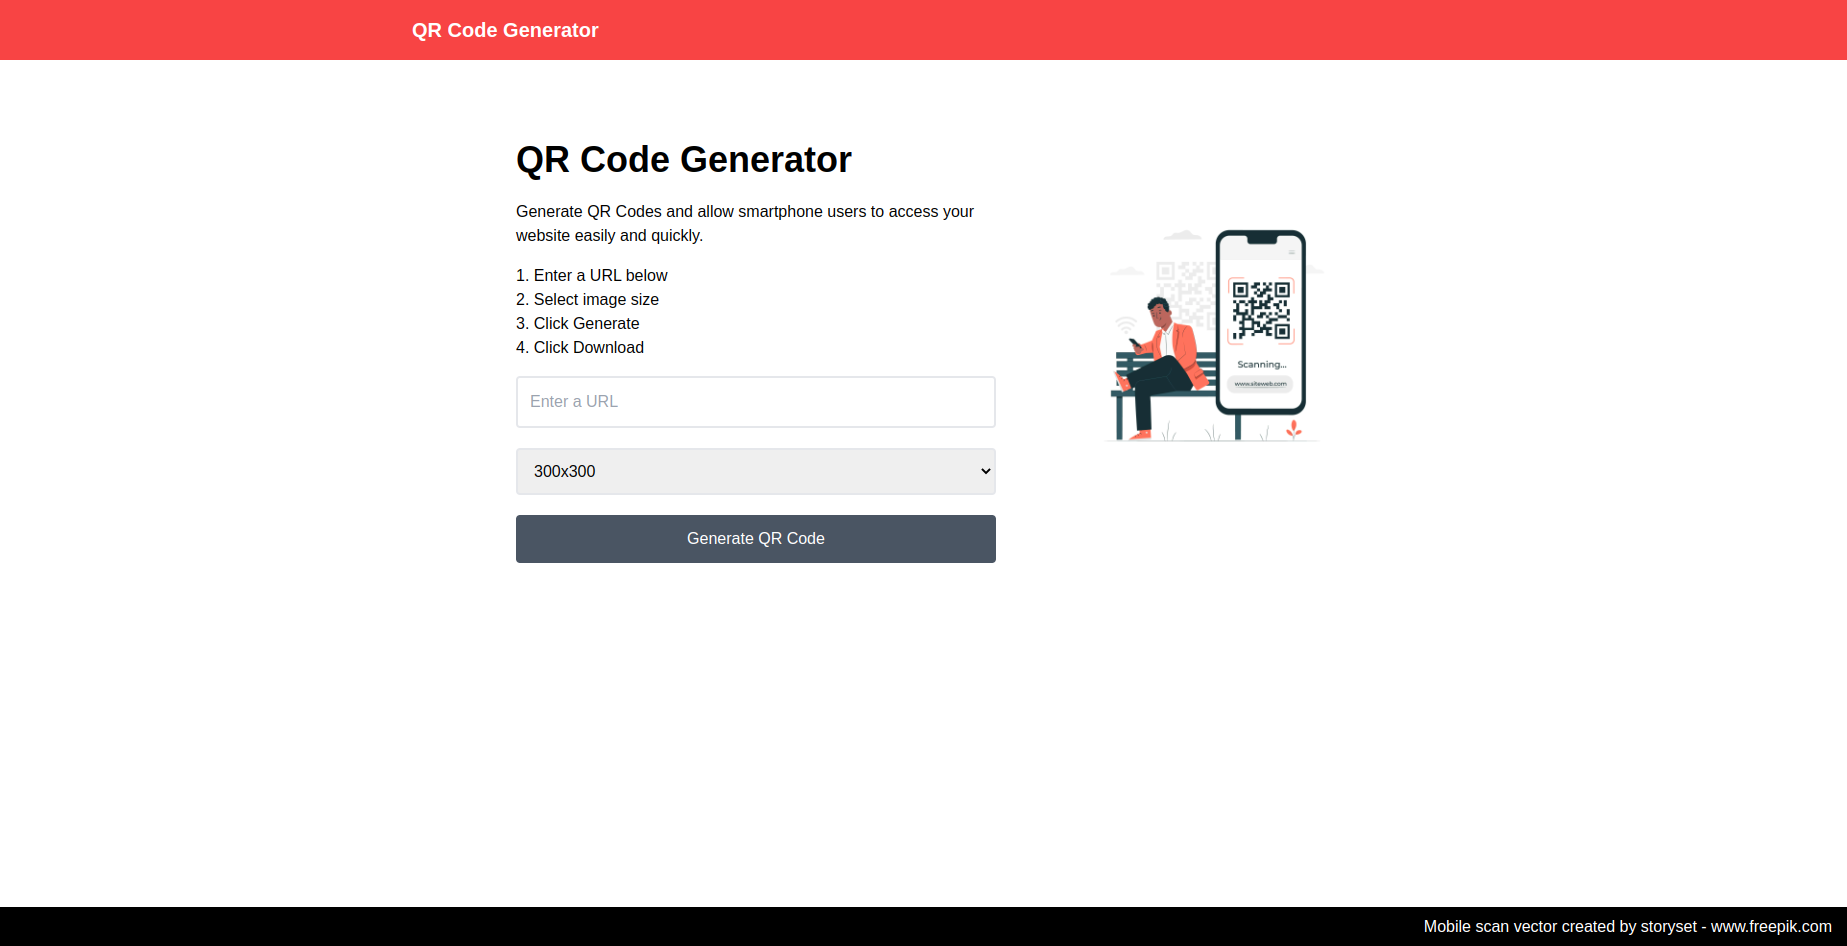 QR Code Generator
QR Code Generator
Generate QR Codes and allow smartphone users to access your
website easily and quickly.
1. Enter a URL below
2. Select image size
3. Click Generate
4. Click Download
Enter a URL
300x300
Generate QR Code
Scanning...
www.siteweb.com
Mobile scan vector created by storyset - www.freepik.com